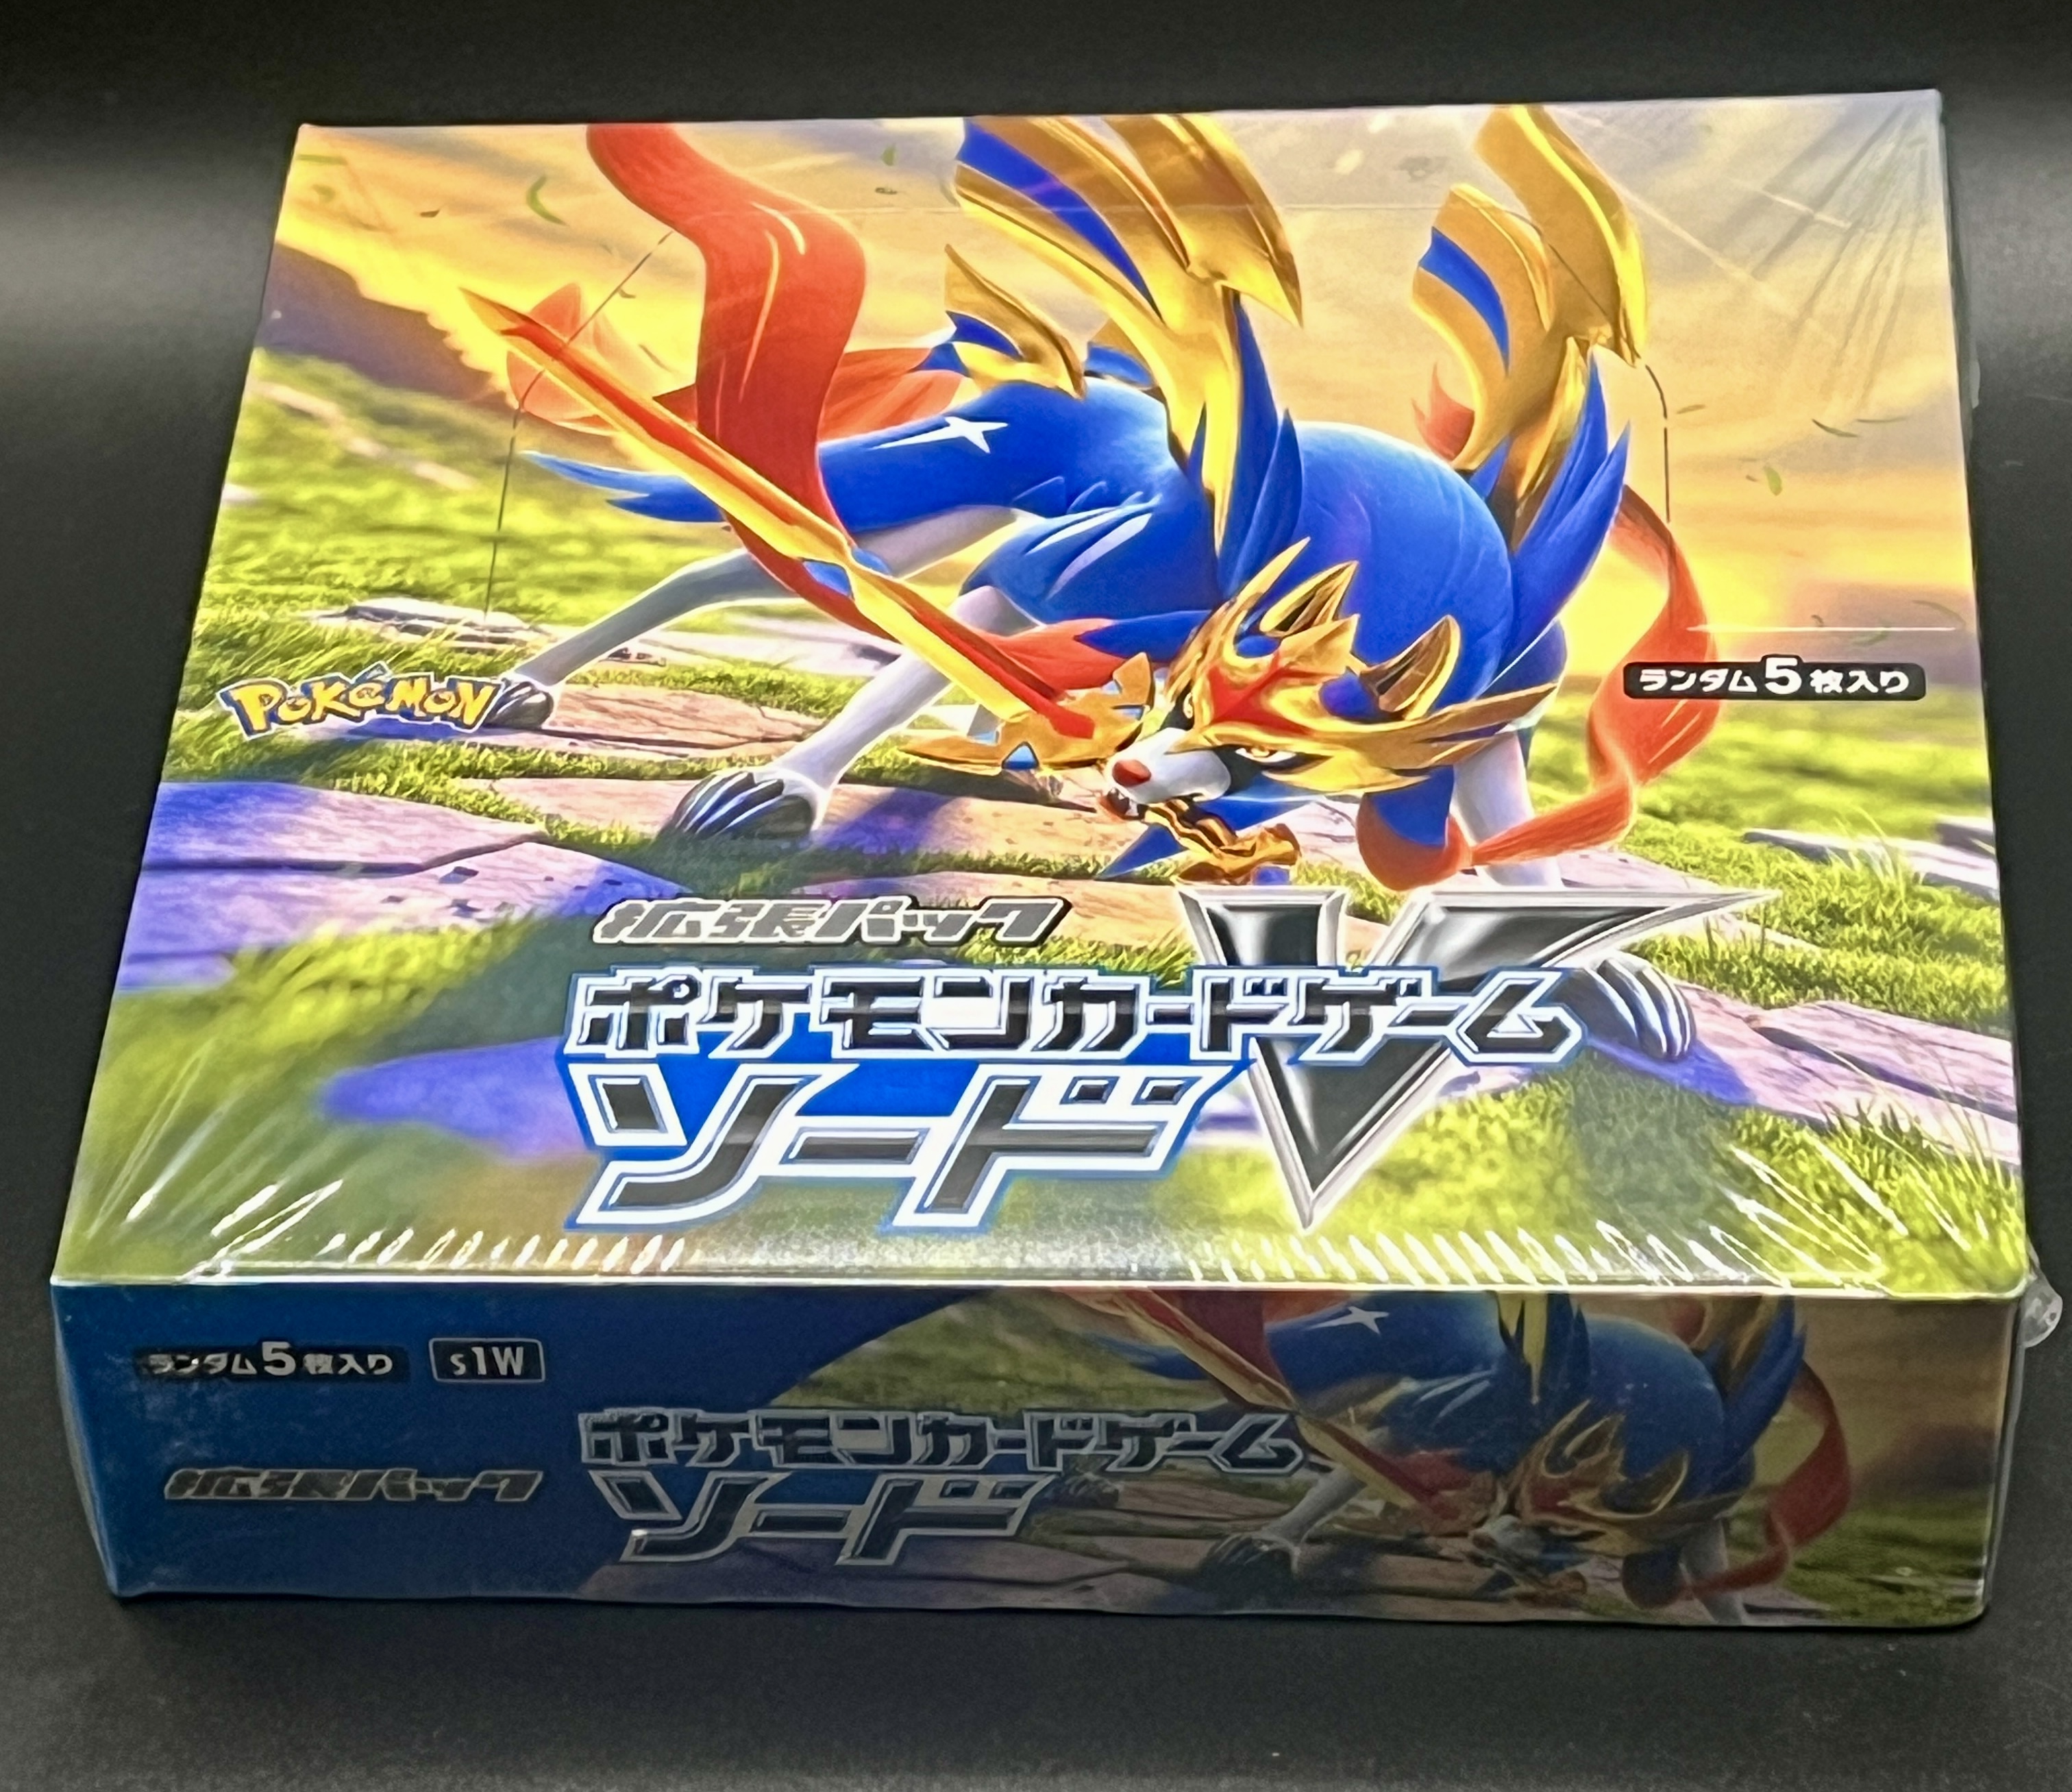 POKéMON
ランダム5枚入り
拡張パック
V
ポケモンカードゲーム
ソード
ランダム5枚入り
s1W
拡張パック
ポケモンカードゲーム
ソード